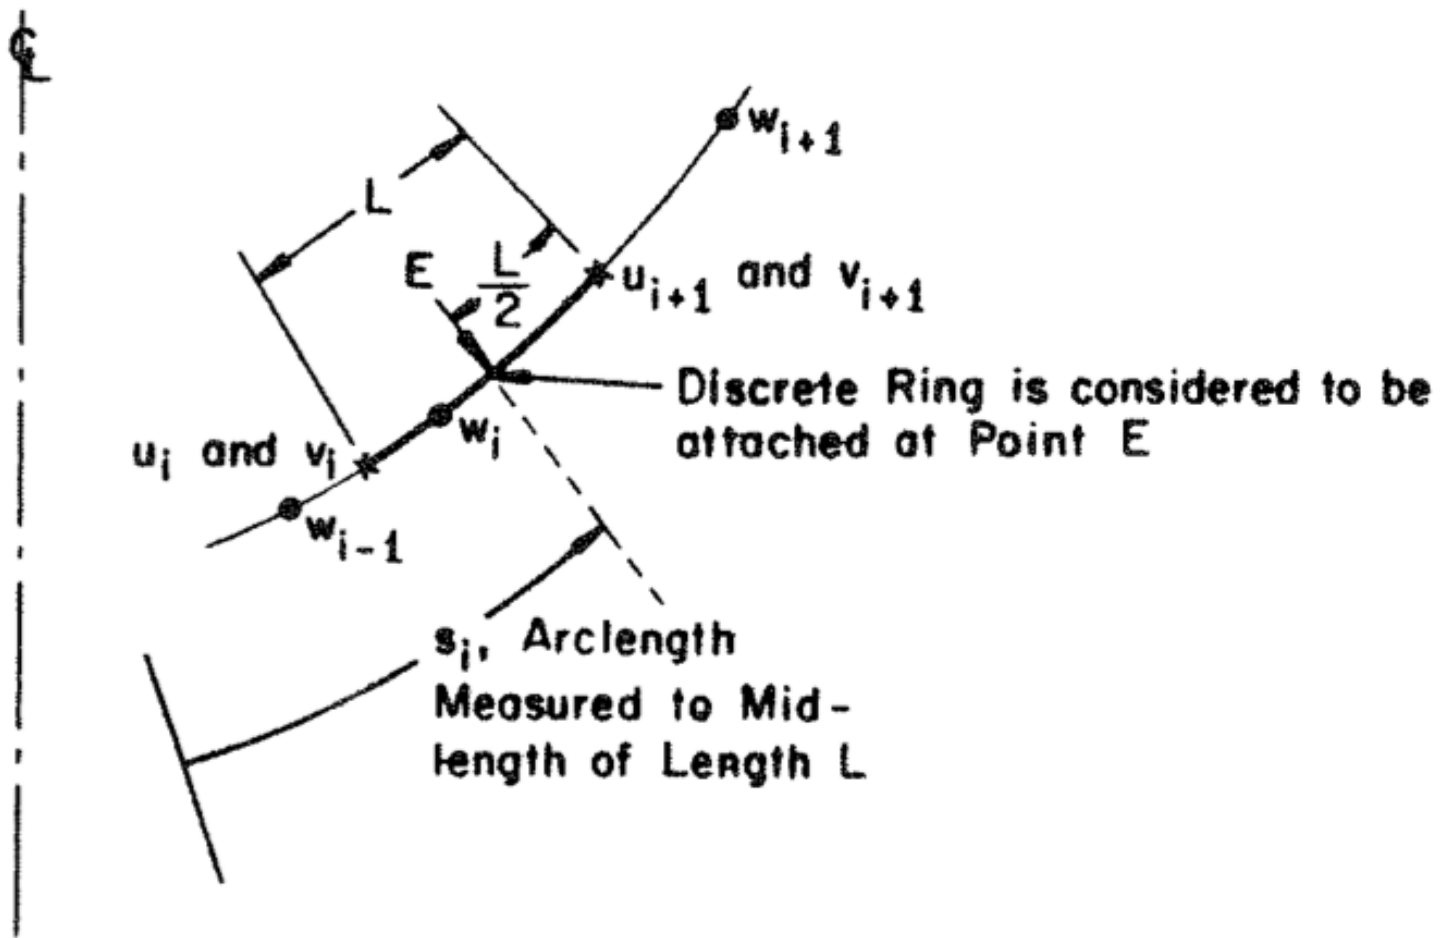 ℄
w_{i+1}
L
E
L/2
u_{i+1} and v_{i+1}
Discrete Ring is considered to be
attached at Point E
w_i
u_i and v_i
w_{i-1}
s_i, Arclength
Measured to Mid-
length of Length L